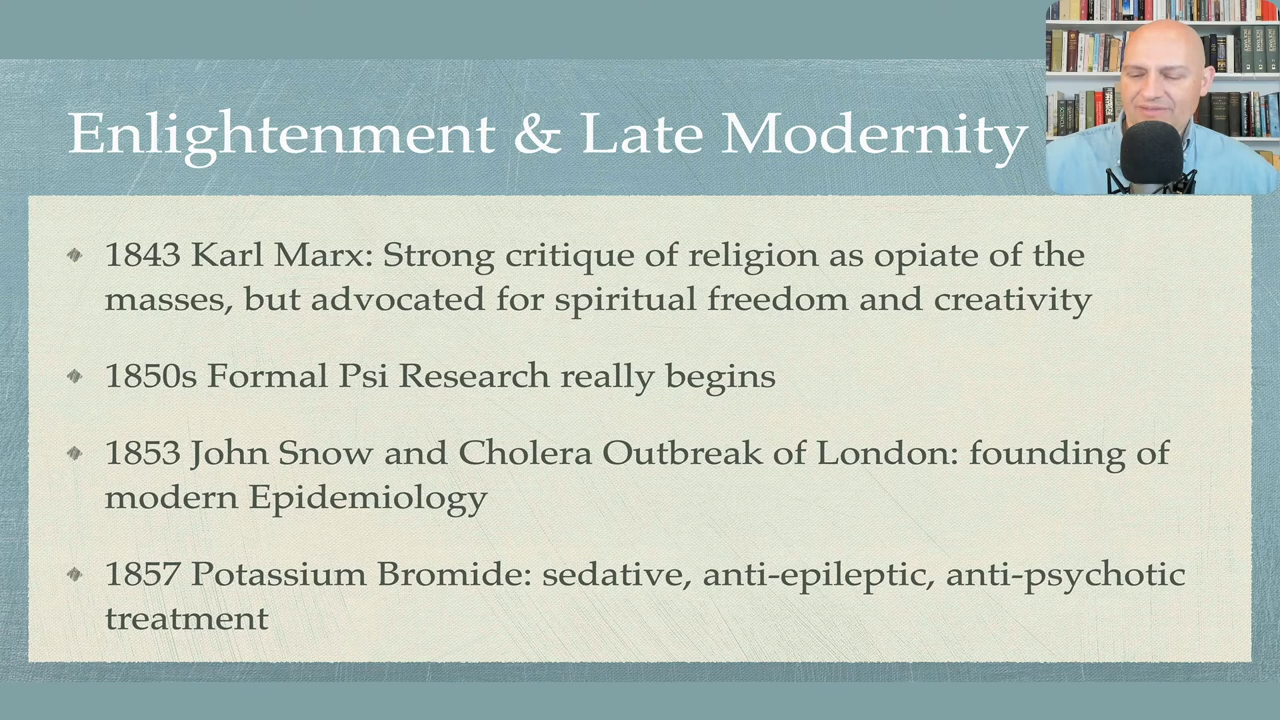 Enlightenment & Late Modernity
1843 Karl Marx: Strong critique of religion as opiate of the
masses, but advocated for spiritual freedom and creativity
1850s Formal Psi Research really begins
1853 John Snow and Cholera Outbreak of London: founding of
modern Epidemiology
1857 Potassium Bromide: sedative, anti-epileptic, anti-psychotic
treatment